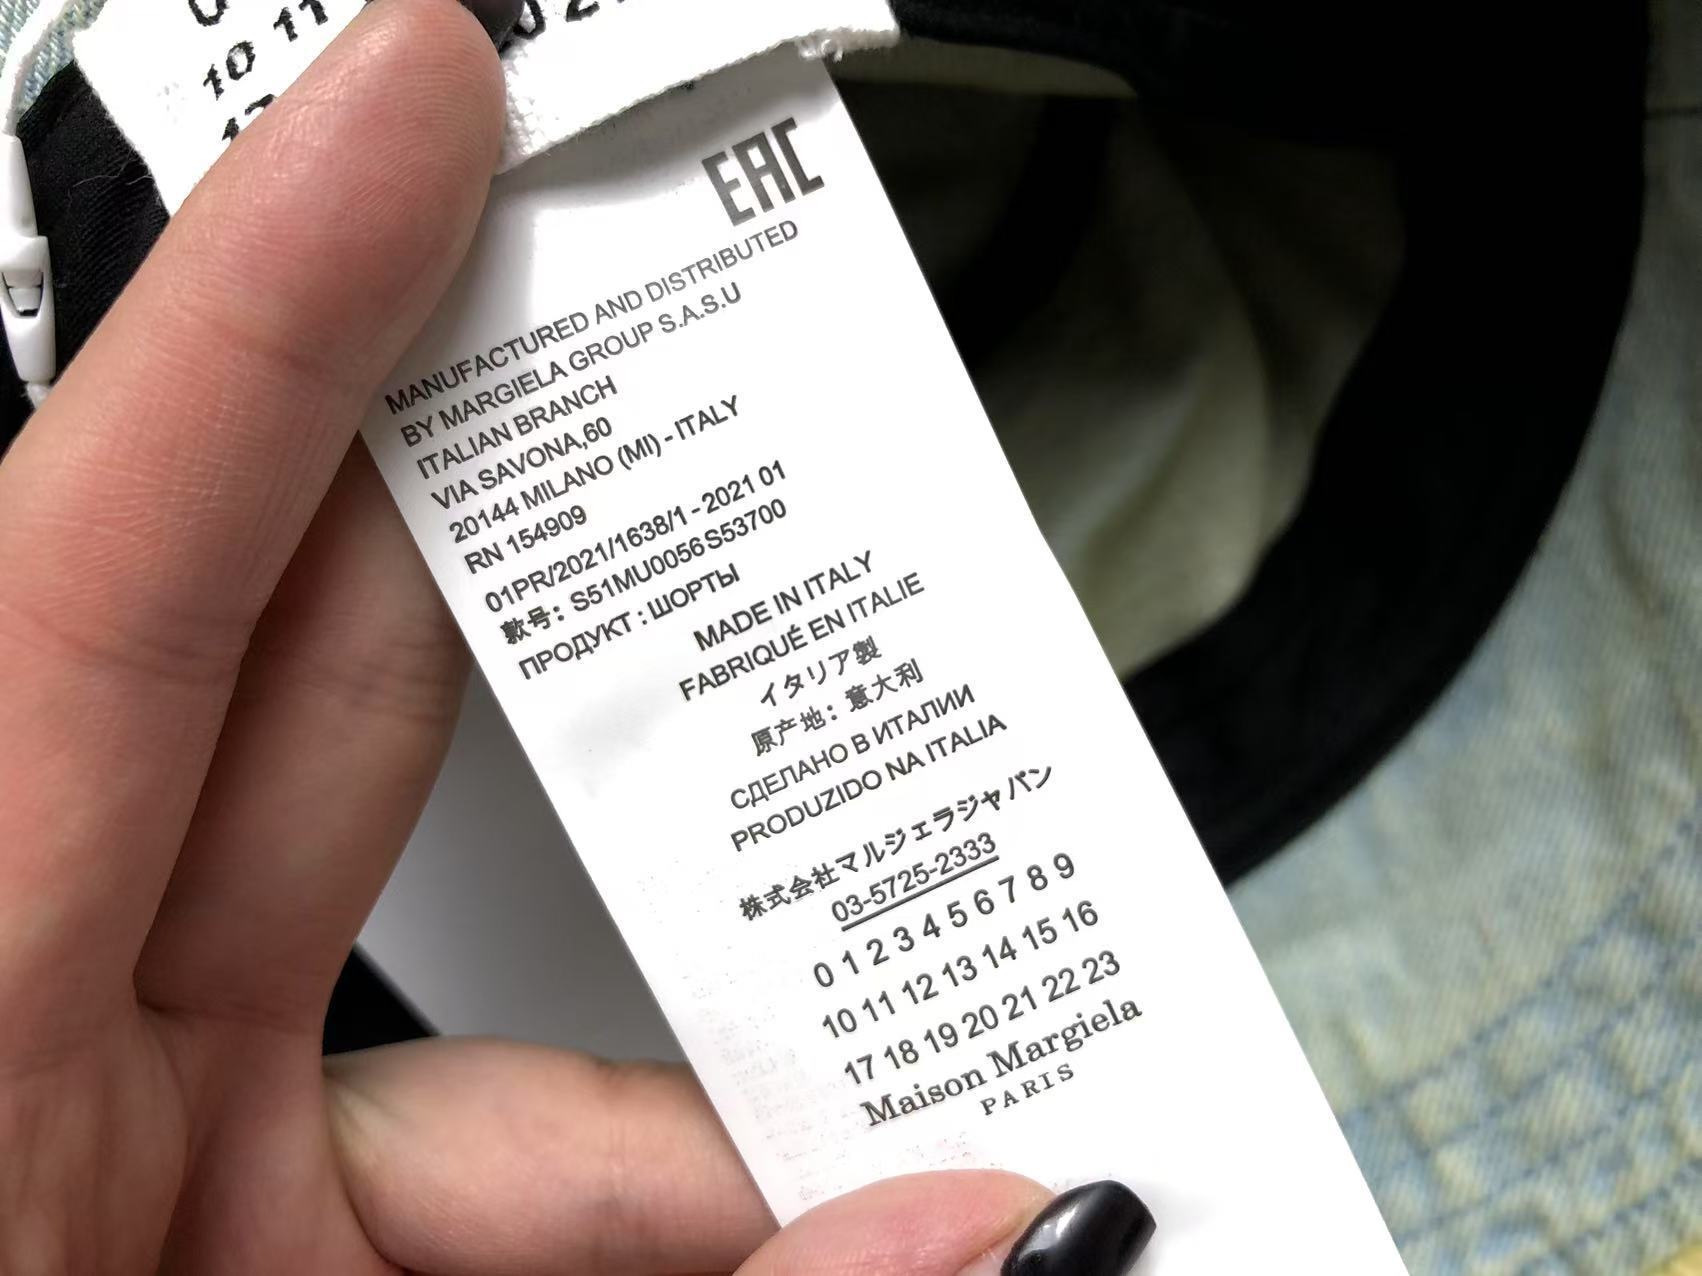 10 11
EAC
MANUFACTURED AND DISTRIBUTED
BY MARGIELA GROUP S.A.S.U
ITALIAN BRANCH
VIA SAVONA,60
20144 MILANO (MI) - ITALY
RN 154909
01PR/2021/1638/1 - 2021 01
款号: S51MU0056S53700
ПРОДУКТ : ШОРТЫ
MADE IN ITALY
FABRIQUÉ EN ITALIE
イタリア製
原产地: 意大利
СДЕЛАНО В ИТАЛИИ
PRODUZIDO NA ITALIA
株式会社マルジェラジャパン
03-5725-2333
0 1 2 3 4 5 6 7 8 9
10 11 12 13 14 15 16
17 18 19 20 21 22 23
Maison Margiela
PARIS